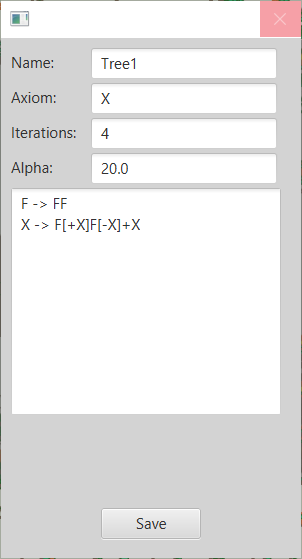 Name: Tree1
Axiom: X
Iterations: 4
Alpha: 20.0
F -> FF
X -> F[+X]F[-X]+X
Save